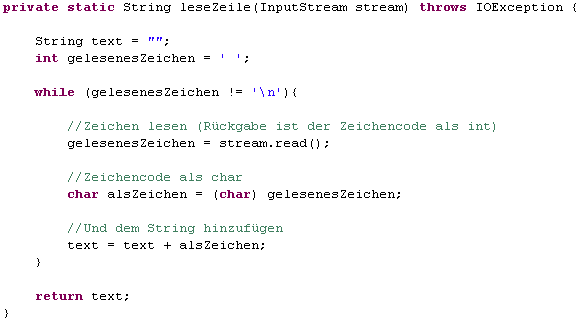 private static String leseZeile(InputStream stream) throws IOException {
String text = "";
int gelesenesZeichen = ' ';
while (gelesenesZeichen != '\n'){
//Zeichen lesen (Rückgabe ist der Zeichencode als int)
gelesenesZeichen = stream.read();
//Zeichencode als char
char alsZeichen = (char) gelesenesZeichen;
//Und dem String hinzufügen
text = text + alsZeichen;
}
return text;
}